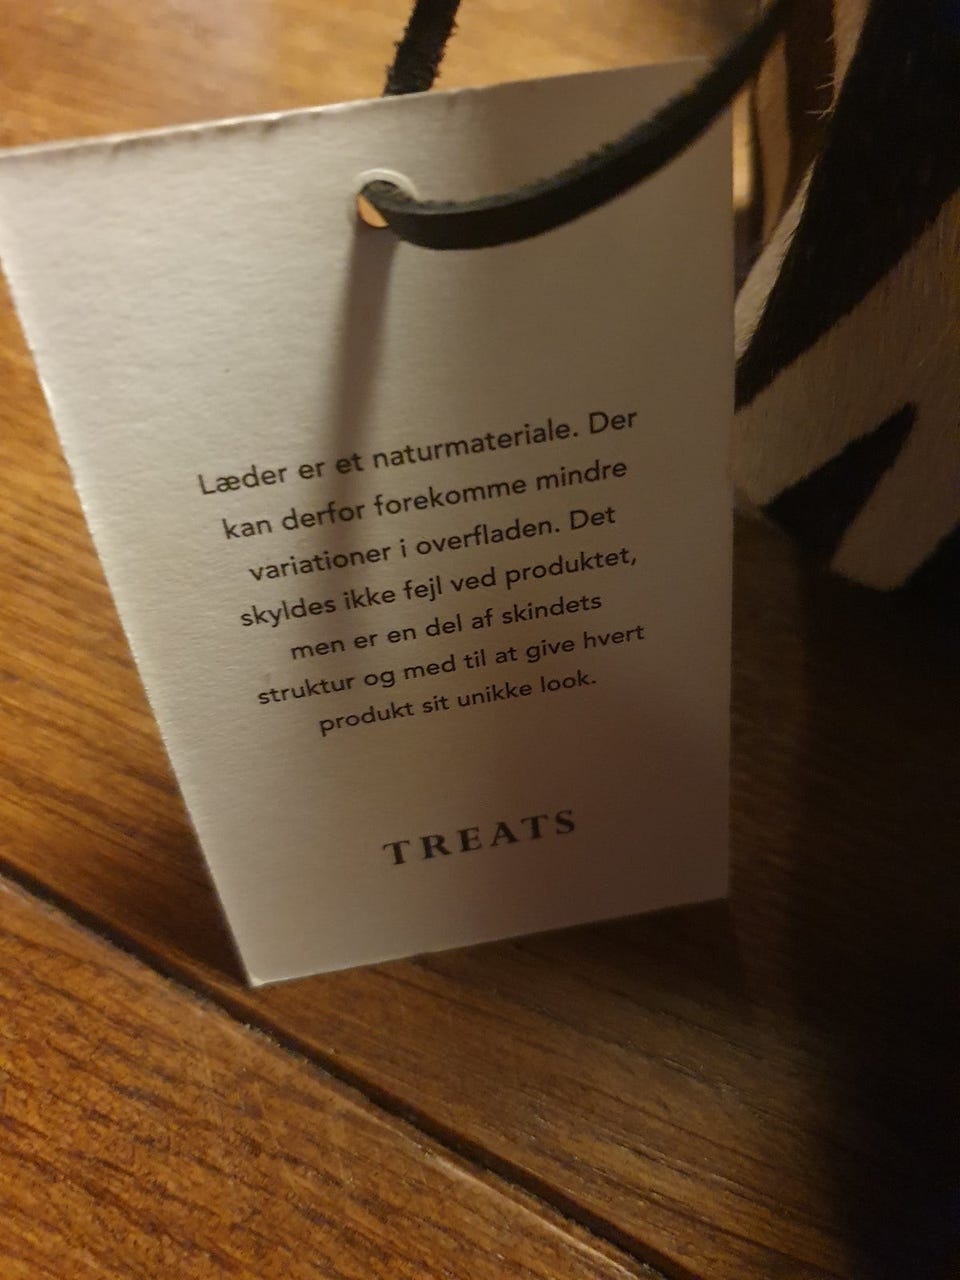 Læder er et naturmateriale. Der
kan derfor forekomme mindre
variationer i overfladen. Det
skyldes ikke fejl ved produktet,
men er en del af skindets
struktur og med til at give hvert
produkt sit unikke look.
TREATS